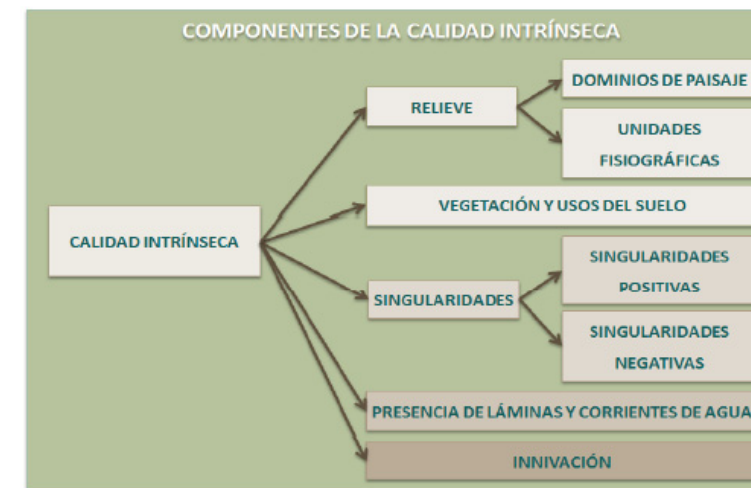 COMPONENTES DE LA CALIDAD INTRÍNSECA
CALIDAD INTRÍNSECA
RELIEVE
DOMINIOS DE PAISAJE
UNIDADES
FISIOGRÁFICAS
VEGETACIÓN Y USOS DEL SUELO
SINGULARIDADES
SINGULARIDADES
POSITIVAS
SINGULARIDADES
NEGATIVAS
PRESENCIA DE LÁMINAS Y CORRIENTES DE AGUA
INNIVACIÓN